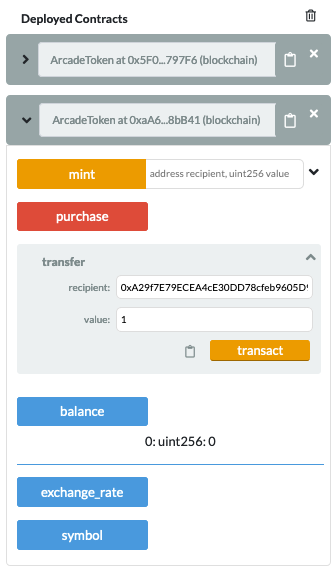 Deployed Contracts
ArcadeToken at 0x5F0...797F6 (blockchain)
ArcadeToken at 0xaA6...8bB41 (blockchain)
mint address recipient, uint256 value
purchase
transfer
recipient: 0xA29f7E79ECEA4cE30DD78cfeb9605D9
value: 1
transact
balance
0: uint256: 0
exchange_rate
symbol